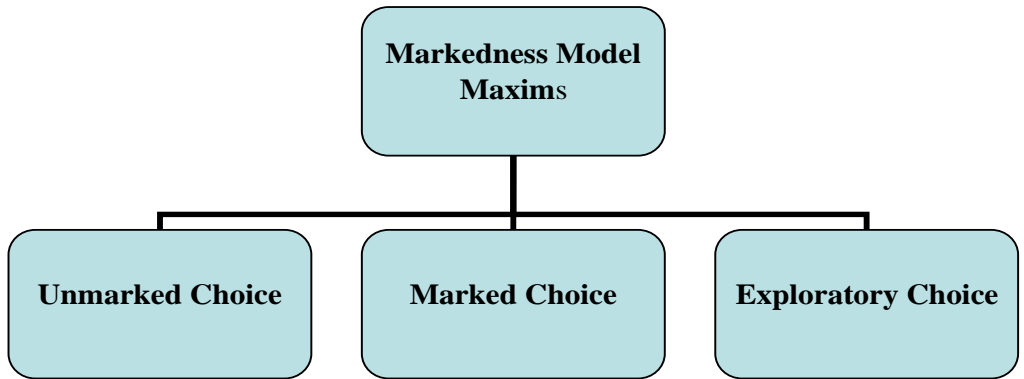 Markedness Model
Maxims
Unmarked Choice
Marked Choice
Exploratory Choice